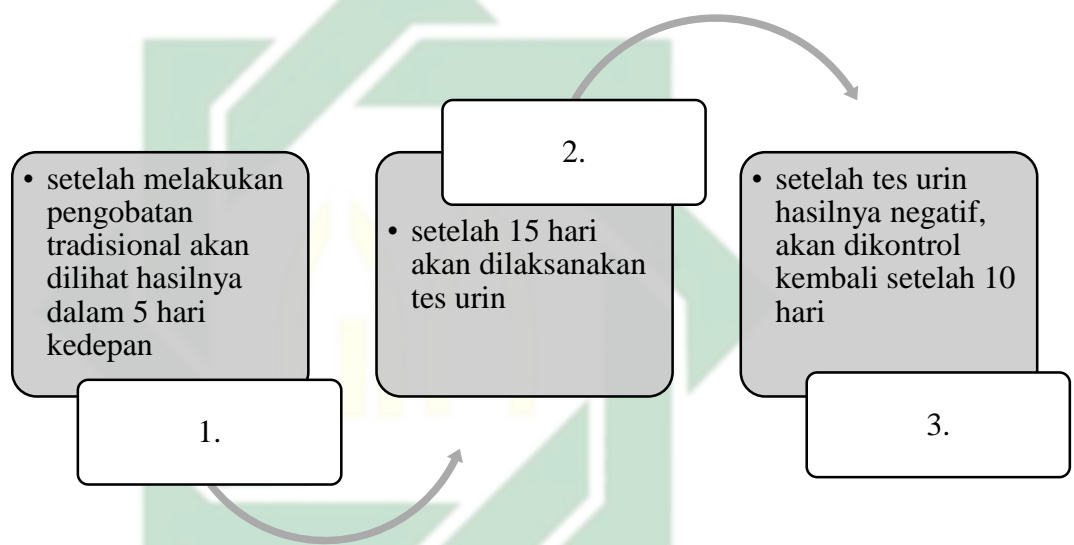 • setelah melakukan
pengobatan
tradisional akan
dilihat hasilnya
dalam 5 hari
kedepan
1.
2.
• setelah 15 hari
akan dilaksanakan
tes urin
• setelah tes urin
hasilnya negatif,
akan dikontrol
kembali setelah 10
hari
3.